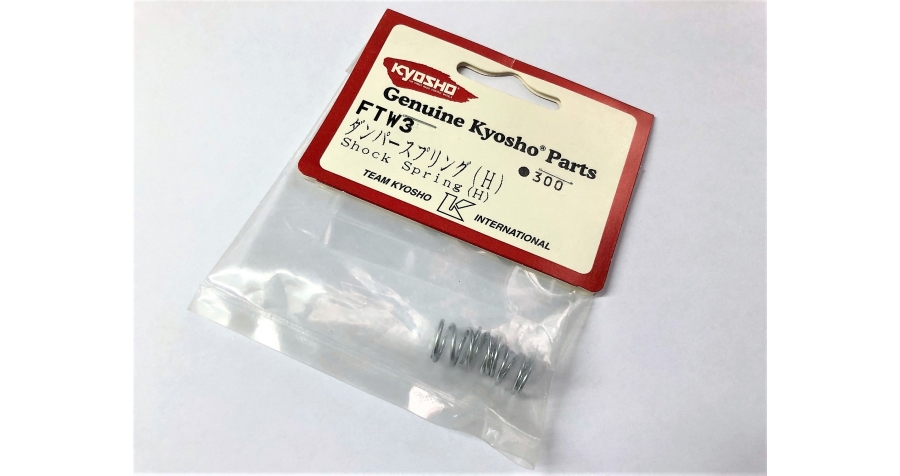 KYOSHO
Genuine Kyosho® Parts
FTW3
ダンパースプリング(H)
Shock Spring(H)
●300
TEAM KYOSHO K INTERNATIONAL